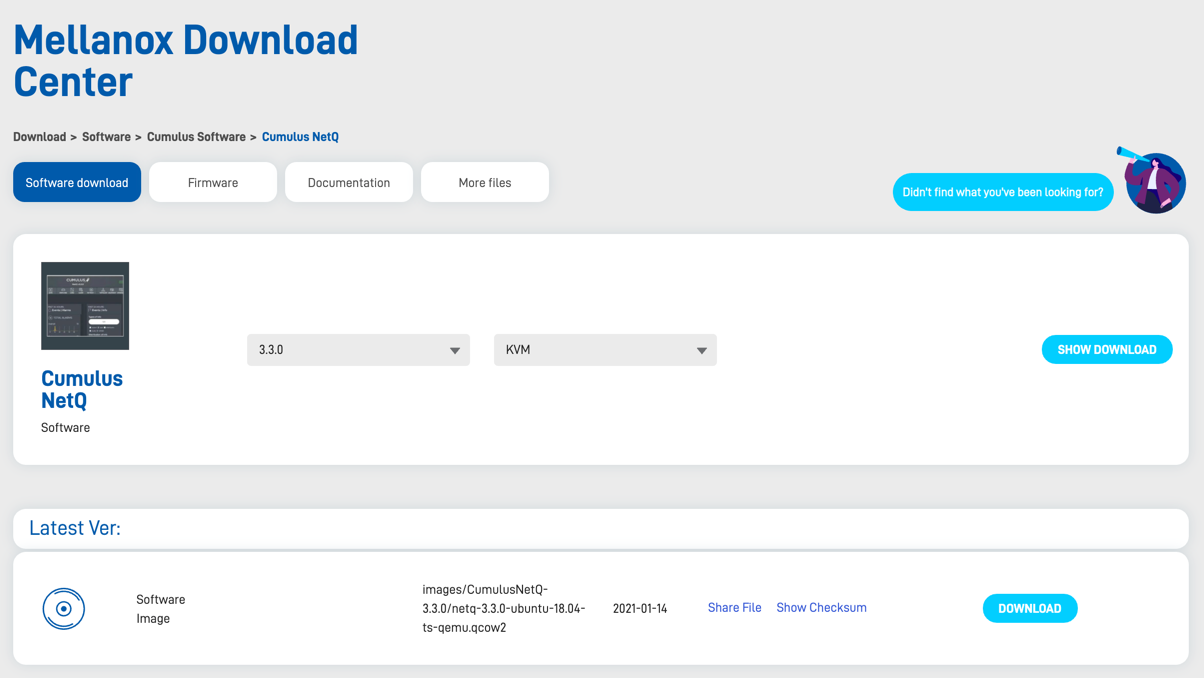 Mellanox Download
Center
Download > Software > Cumulus Software > Cumulus NetQ
Software download
Firmware
Documentation
More files
Didn't find what you've been looking for?
CUMULUS
3.3.0
KVM
SHOW DOWNLOAD
Cumulus
NetQ
Software
Latest Ver:
Software
Image
images/CumulusNetQ-
3.3.0/netq-3.3.0-ubuntu-18.04-
ts-qemu.qcow2
2021-01-14
Share File
Show Checksum
DOWNLOAD